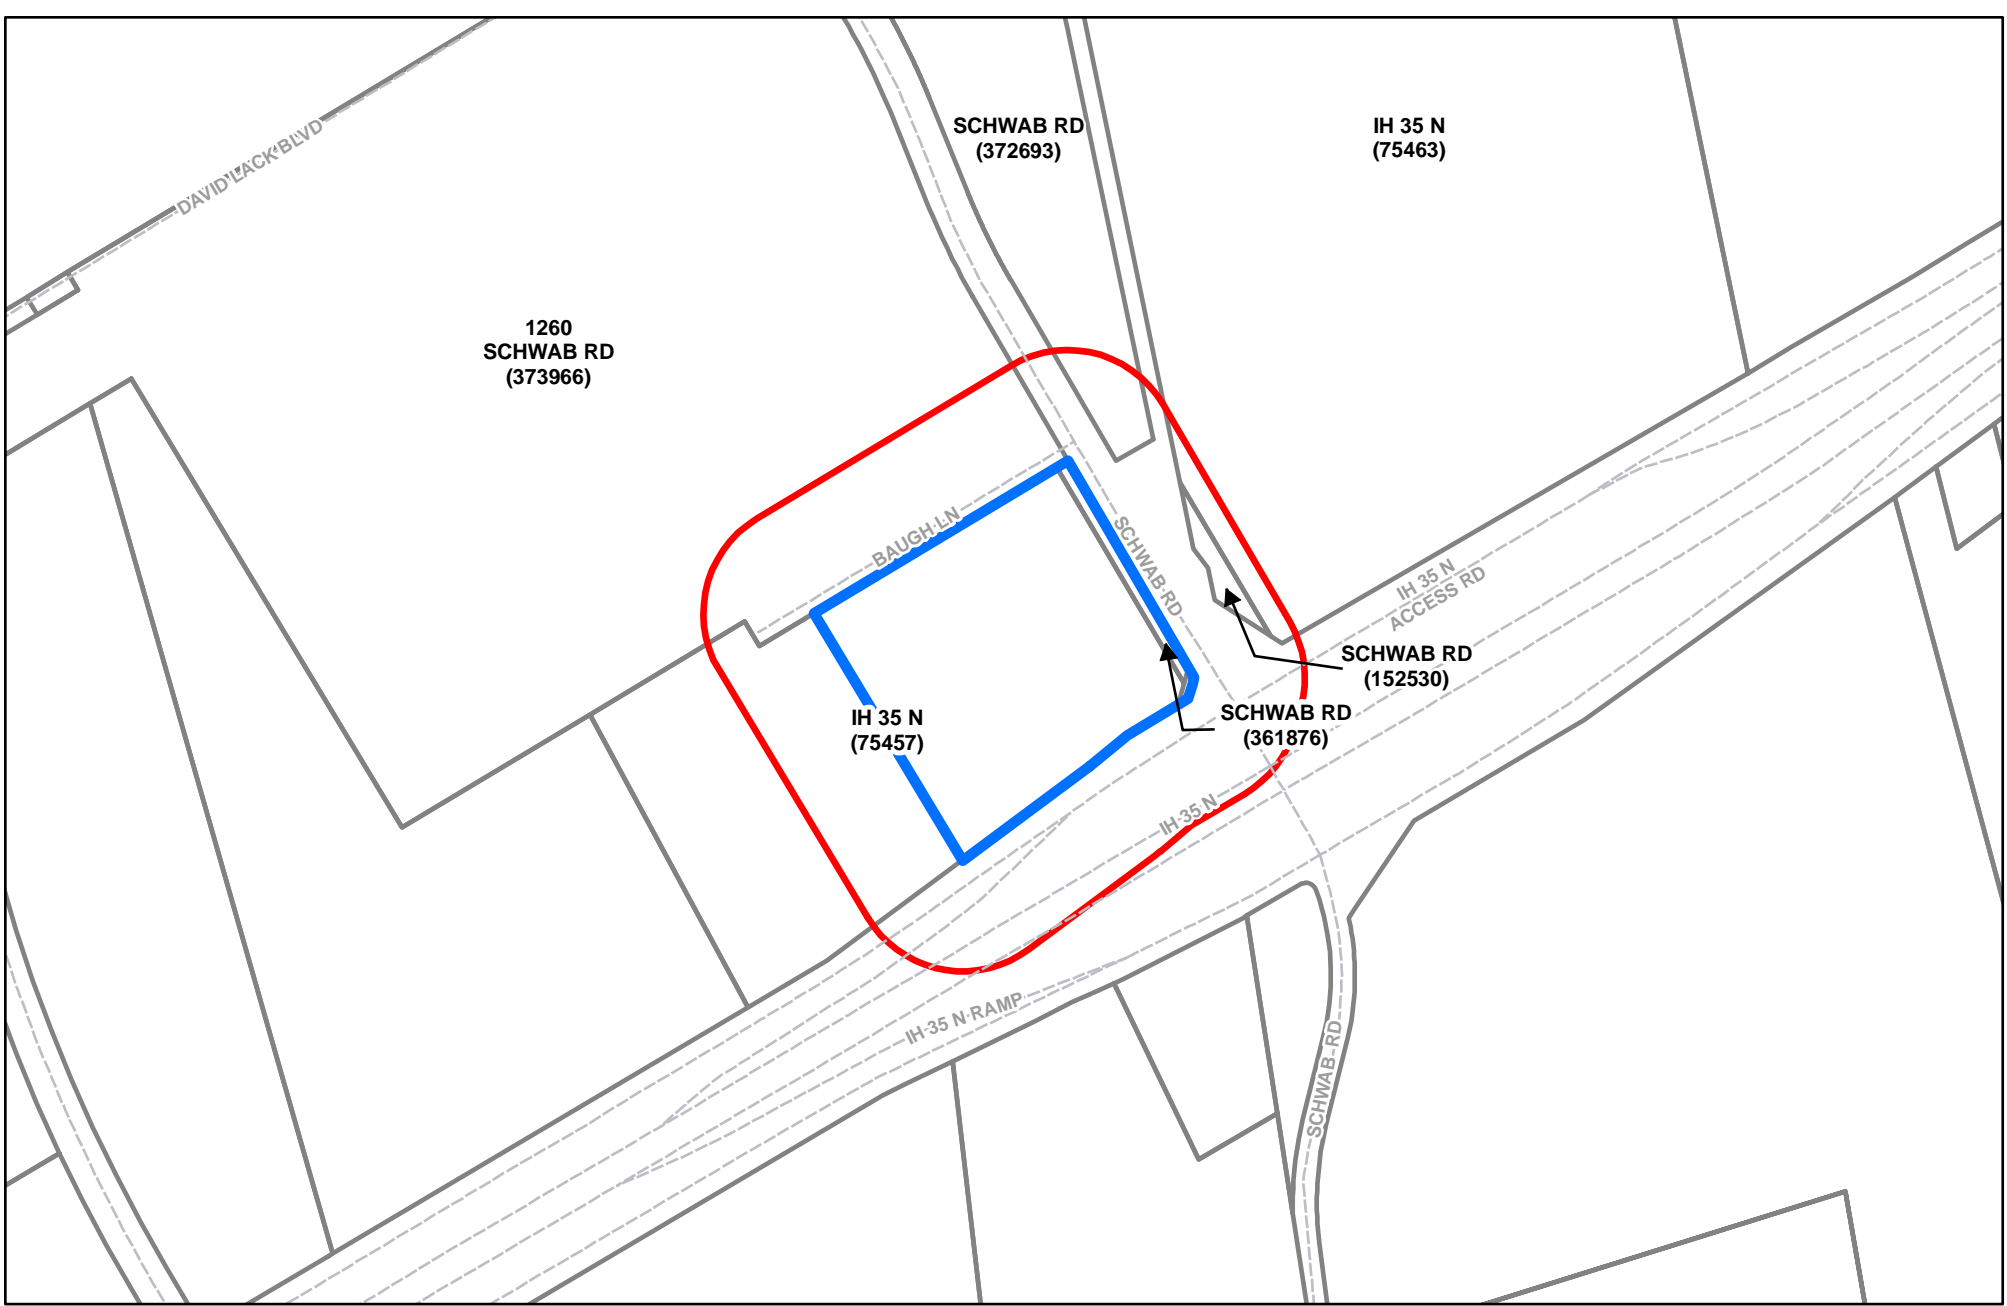 SCHWAB RD
(372693)
IH 35 N
(75463)
DAVID LACK BLVD
1260
SCHWAB RD
(373966)
BAUGH LN
SCHWAB RD
IH 35 N
ACCESS RD
SCHWAB RD
(152530)
IH 35 N
(75457)
SCHWAB RD
(361876)
IH 35 N
IH 35 N RAMP
SCHWAB RD